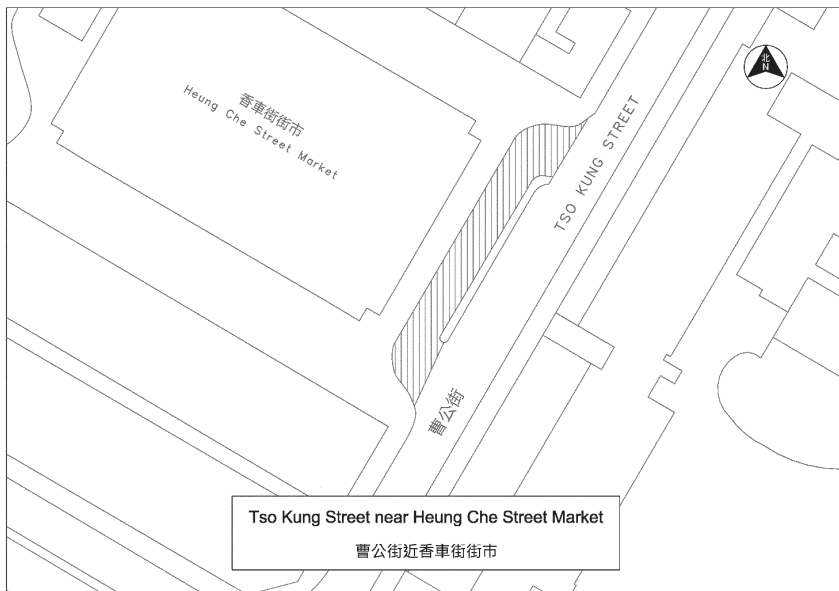 北
N
香車街街市
Heung Che Street Market
TSO KUNG STREET
曹公街
Tso Kung Street near Heung Che Street Market
曹公街近香車街街市